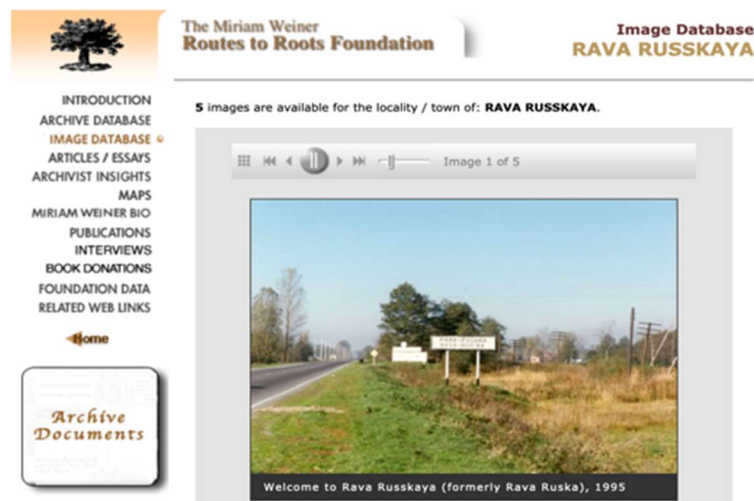 The Miriam Weiner
Routes to Roots Foundation
Image Database
RAVA RUSSKAYA
INTRODUCTION
ARCHIVE DATABASE
IMAGE DATABASE
ARTICLES / ESSAYS
ARCHIVIST INSIGHTS
MAPS
MIRIAM WEINER BIO
PUBLICATIONS
INTERVIEWS
BOOK DONATIONS
FOUNDATION DATA
RELATED WEB LINKS
Home
Archive
Documents
5 images are available for the locality / town of: RAVA RUSSKAYA.
Image 1 of 5
Welcome to Rava Russkaya (formerly Rava Ruska), 1995